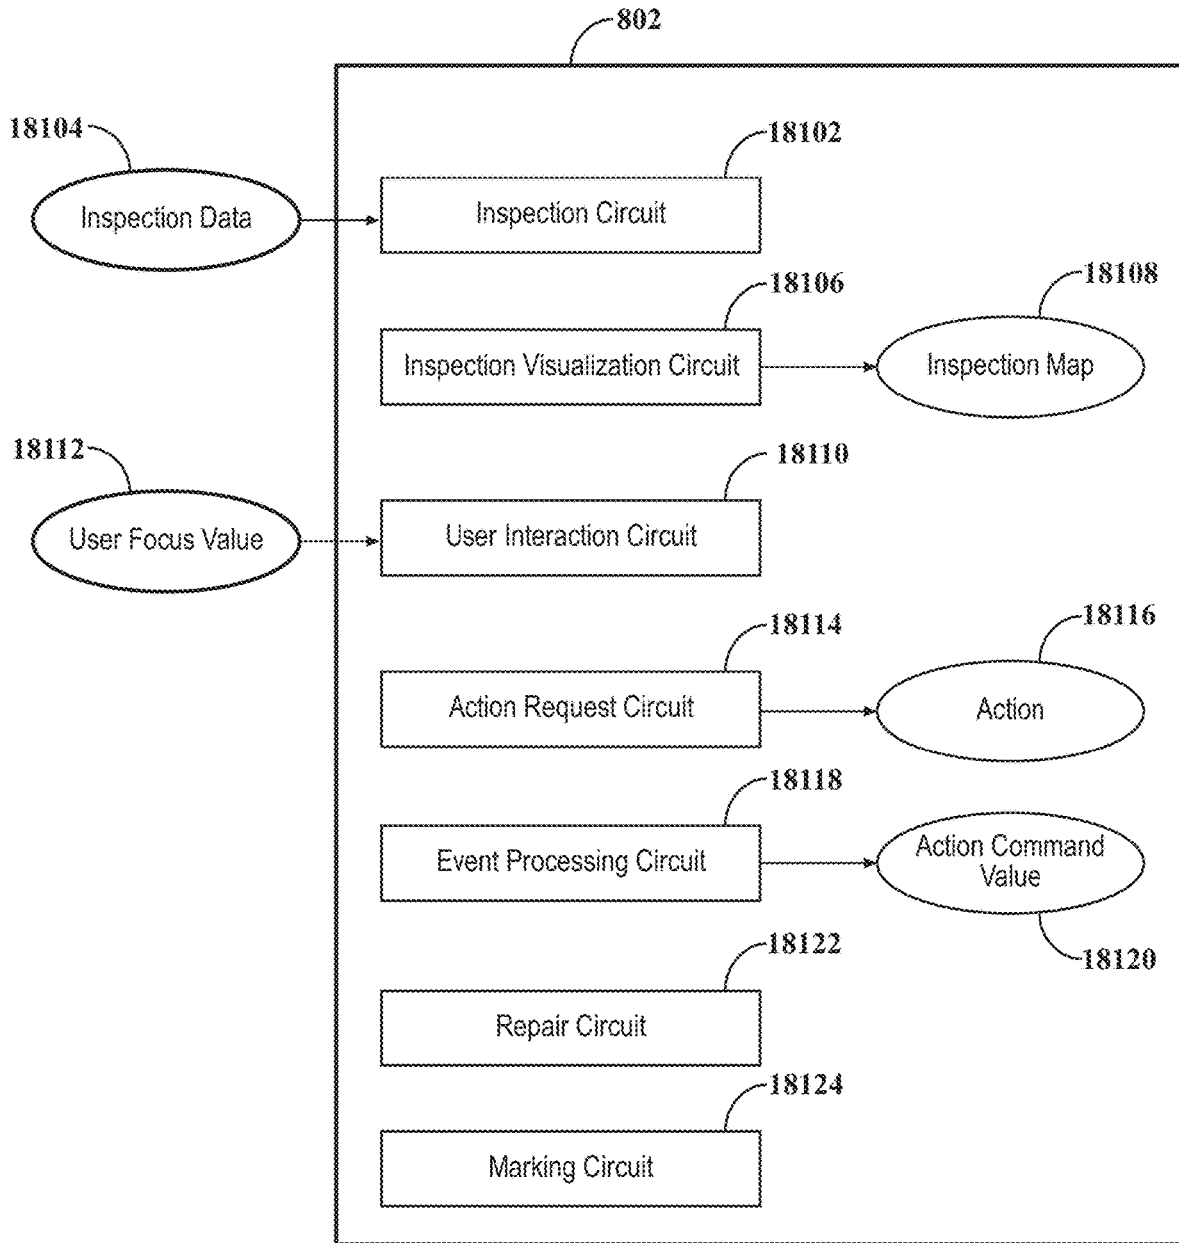 802
18104
18102
Inspection Data
Inspection Circuit
18106
18108
Inspection Visualization Circuit
Inspection Map
18112
18110
User Focus Value
User Interaction Circuit
18114
18116
Action Request Circuit
Action
18118
Event Processing Circuit
Action Command
Value
18122
18120
Repair Circuit
18124
Marking Circuit